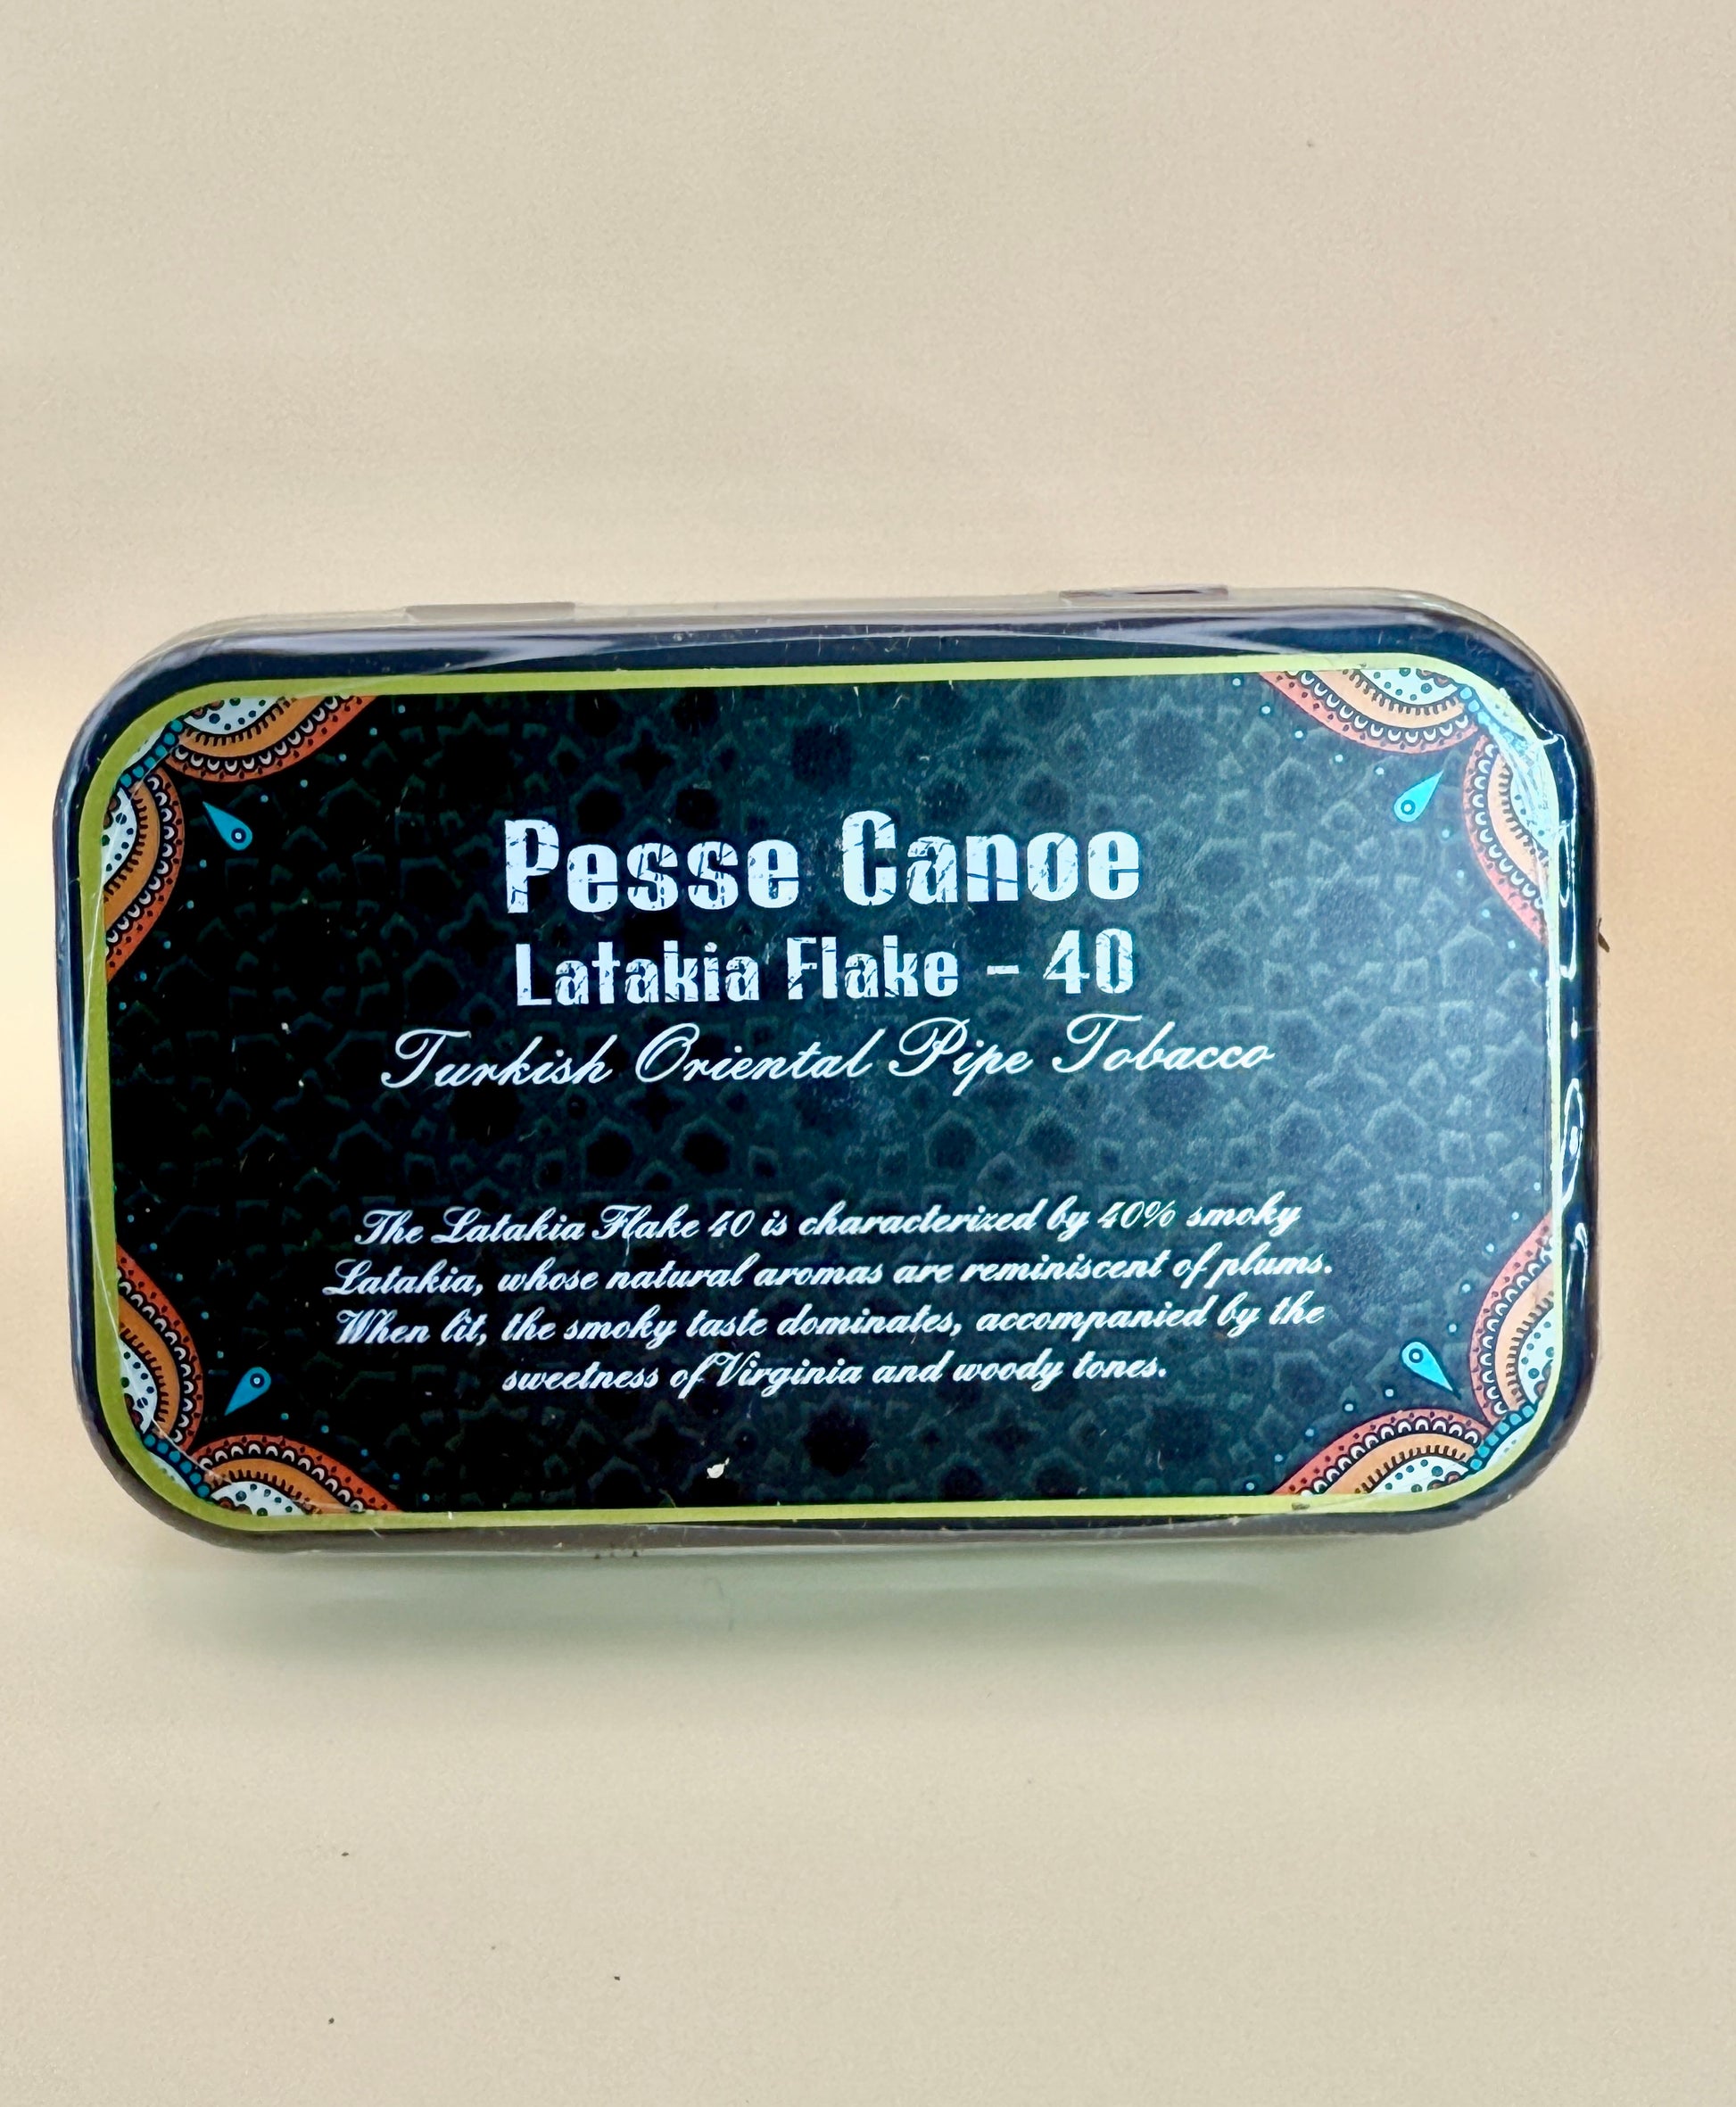 Pesse Canoe
Latakia Flake - 40
Turkish Oriental Pipe Tobacco
The Latakia Flake 40 is characterized by 40% smoky
Latakia, whose natural aromas are reminiscent of plums.
When lit, the smoky taste dominates, accompanied by the
sweetness of Virginia and woody tones.